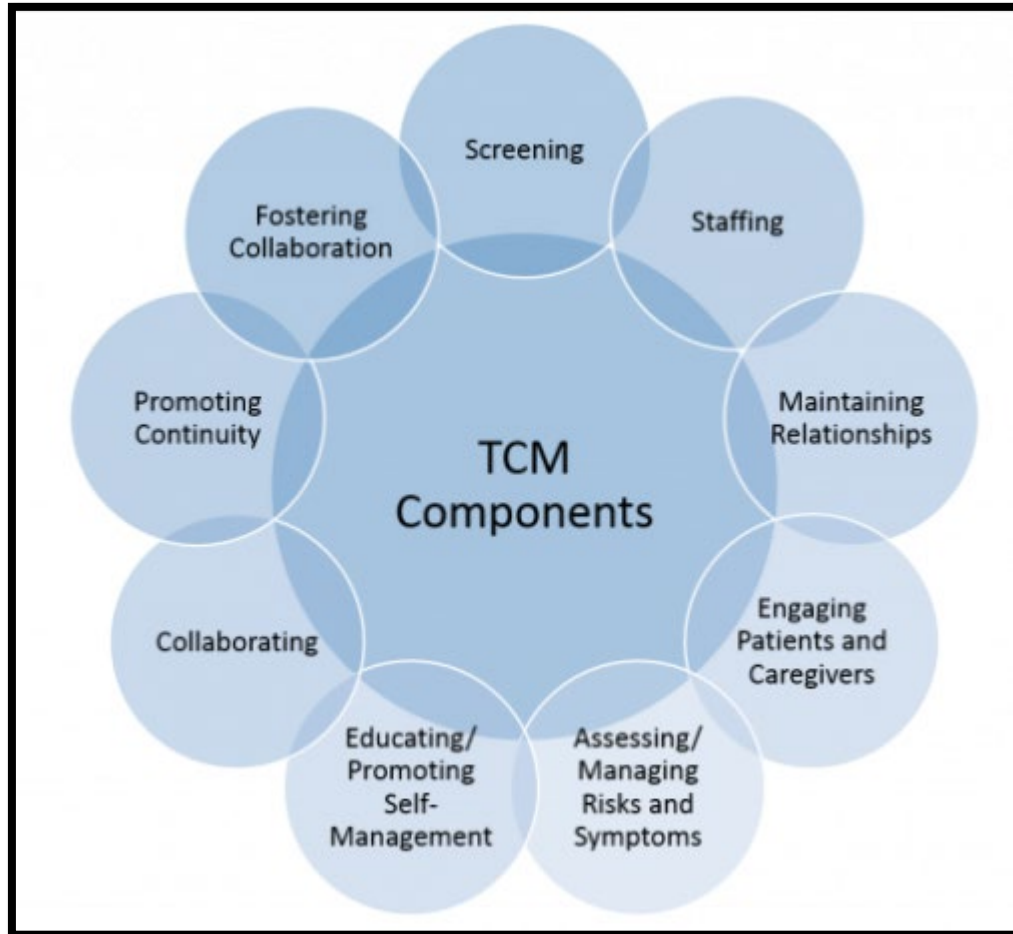 TCM
Components
Screening
Staffing
Maintaining
Relationships
Engaging
Patients and
Caregivers
Assessing/
Managing
Risks and
Symptoms
Educating/
Promoting
Self-
Management
Collaborating
Promoting
Continuity
Fostering
Collaboration